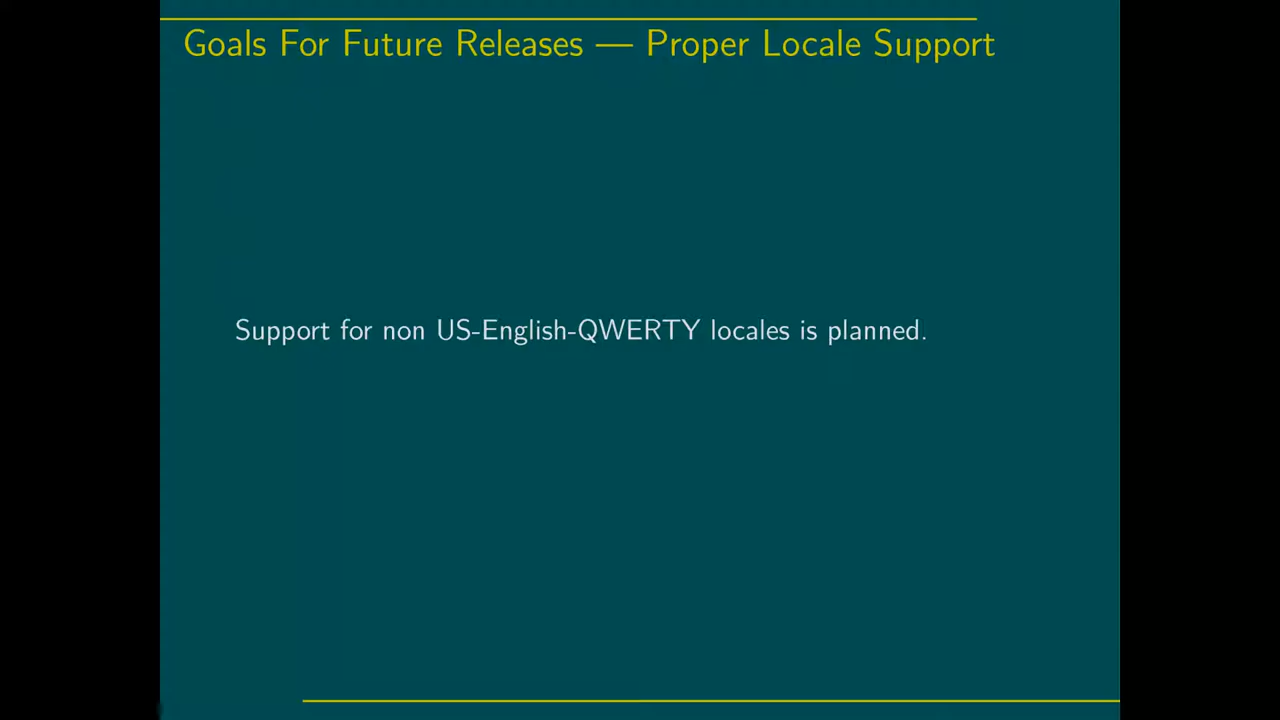 Goals For Future Releases — Proper Locale Support
Support for non US-English-QWERTY locales is planned.